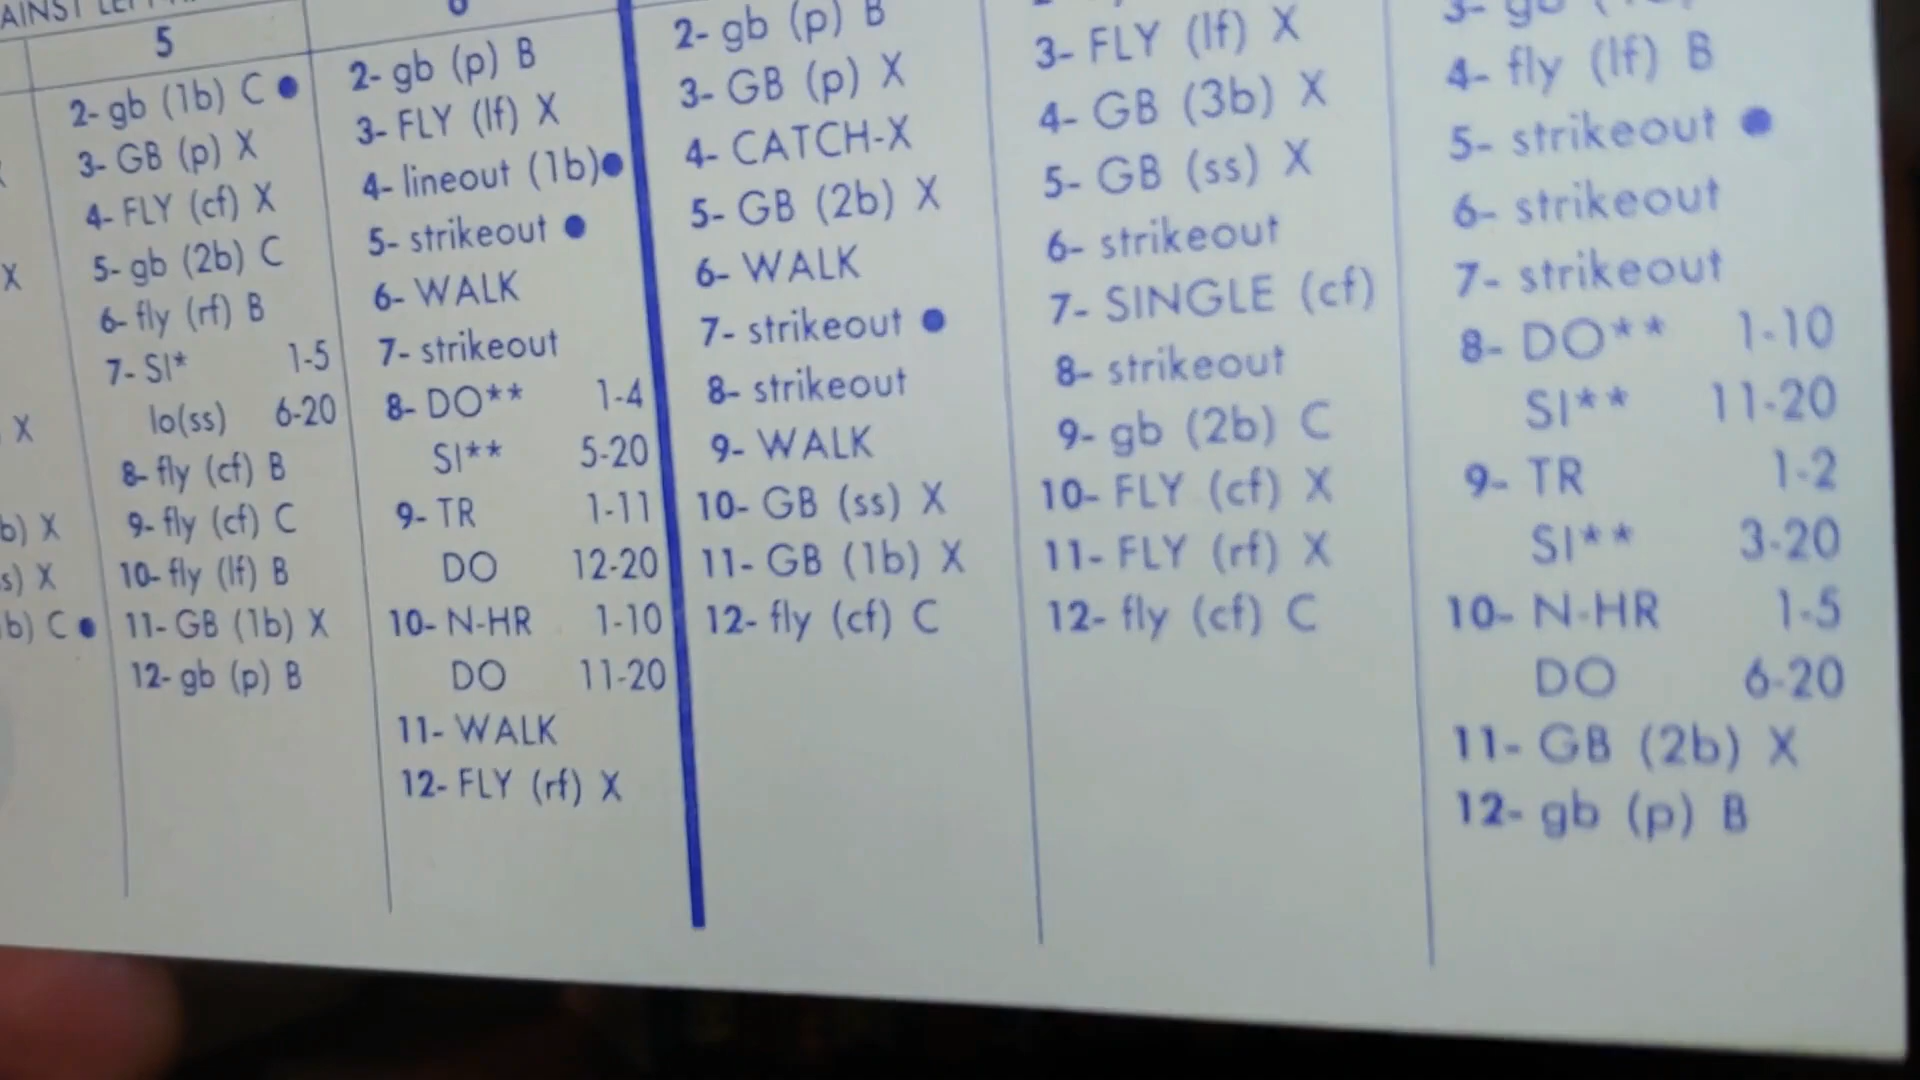 AINST LEF
5
2- gb (1b) C ●
3- GB (p) X
4- FLY (cf) X
5- gb (2b) C
6- fly (rf) B
7- SI* 1-5
lo(ss) 6-20
8- fly (cf) B
9- fly (cf) C
10- fly (lf) B
11- GB (1b) X
12- gb (p) B
X
X
b) X
s) X
b) C ●
2- gb (p) B
3- FLY (lf) X
4- lineout (1b) ●
5- strikeout ●
6- WALK
7- strikeout
8- DO** 1-4
SI** 5-20
9- TR 1-11
DO 12-20
10- N-HR 1-10
DO 11-20
11- WALK
12- FLY (rf) X
2- gb (p) B
3- GB (p) X
4- CATCH-X
5- GB (2b) X
6- WALK
7- strikeout ●
8- strikeout
9- WALK
10- GB (ss) X
11- GB (1b) X
12- fly (cf) C
3- FLY (lf) X
4- GB (3b) X
5- GB (ss) X
6- strikeout
7- SINGLE (cf)
8- strikeout
9- gb (2b) C
10- FLY (cf) X
11- FLY (rf) X
12- fly (cf) C
3- gb
4- fly (lf) B
5- strikeout ●
6- strikeout
7- strikeout
8- DO** 1-10
SI** 11-20
9- TR 1-2
SI** 3-20
10- N-HR 1-5
DO 6-20
11- GB (2b) X
12- gb (p) B